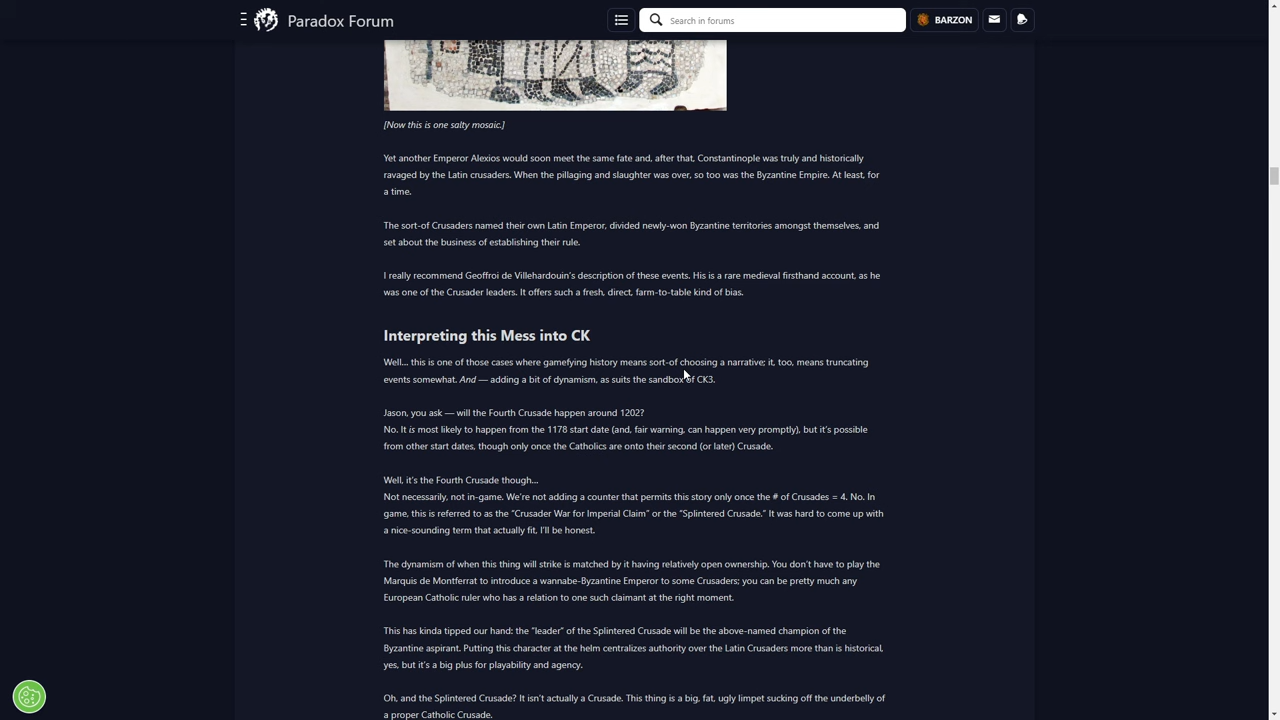 Paradox Forum
Search in forums
BARZON
[Now this is one salty mosaic.]
Yet another Emperor Alexios would soon meet the same fate and, after that, Constantinople was truly and historically
ravaged by the Latin crusaders. When the pillaging and slaughter was over, so too was the Byzantine Empire. At least, for
a time.
The sort-of Crusaders named their own Latin Emperor, divided newly-won Byzantine territories amongst themselves, and
set about the business of establishing their rule.
I really recommend Geoffroi de Villehardouin's description of these events. His is a rare medieval firsthand account, as he
was one of the Crusader leaders. It offers such a fresh, direct, farm-to-table kind of bias.
Interpreting this Mess into CK
Well... this is one of those cases where gamefying history means sort-of choosing a narrative; it, too, means truncating
events somewhat. And — adding a bit of dynamism, as suits the sandbox of CK3.
Jason, you ask — will the Fourth Crusade happen around 1202?
No. It is most likely to happen from the 1178 start date (and, fair warning, can happen very promptly), but it's possible
from other start dates, though only once the Catholics are onto their second (or later) Crusade.
Well, it's the Fourth Crusade though...
Not necessarily, not in-game. We're not adding a counter that permits this story only once the # of Crusades = 4. No. In
game, this is referred to as the “Crusader War for Imperial Claim” or the “Splintered Crusade.” It was hard to come up with
a nice-sounding term that actually fit, I'll be honest.
The dynamism of when this thing will strike is matched by it having relatively open ownership. You don't have to play the
Marquis de Montferrat to introduce a wannabe-Byzantine Emperor to some Crusaders; you can be pretty much any
European Catholic ruler who has a relation to one such claimant at the right moment.
This has kinda tipped our hand: the “leader” of the Splintered Crusade will be the above-named champion of the
Byzantine aspirant. Putting this character at the helm centralizes authority over the Latin Crusaders more than is historical,
yes, but it's a big plus for playability and agency.
Oh, and the Splintered Crusade? It isn't actually a Crusade. This thing is a big, fat, ugly limpet sucking off the underbelly of
a proper Catholic Crusade.